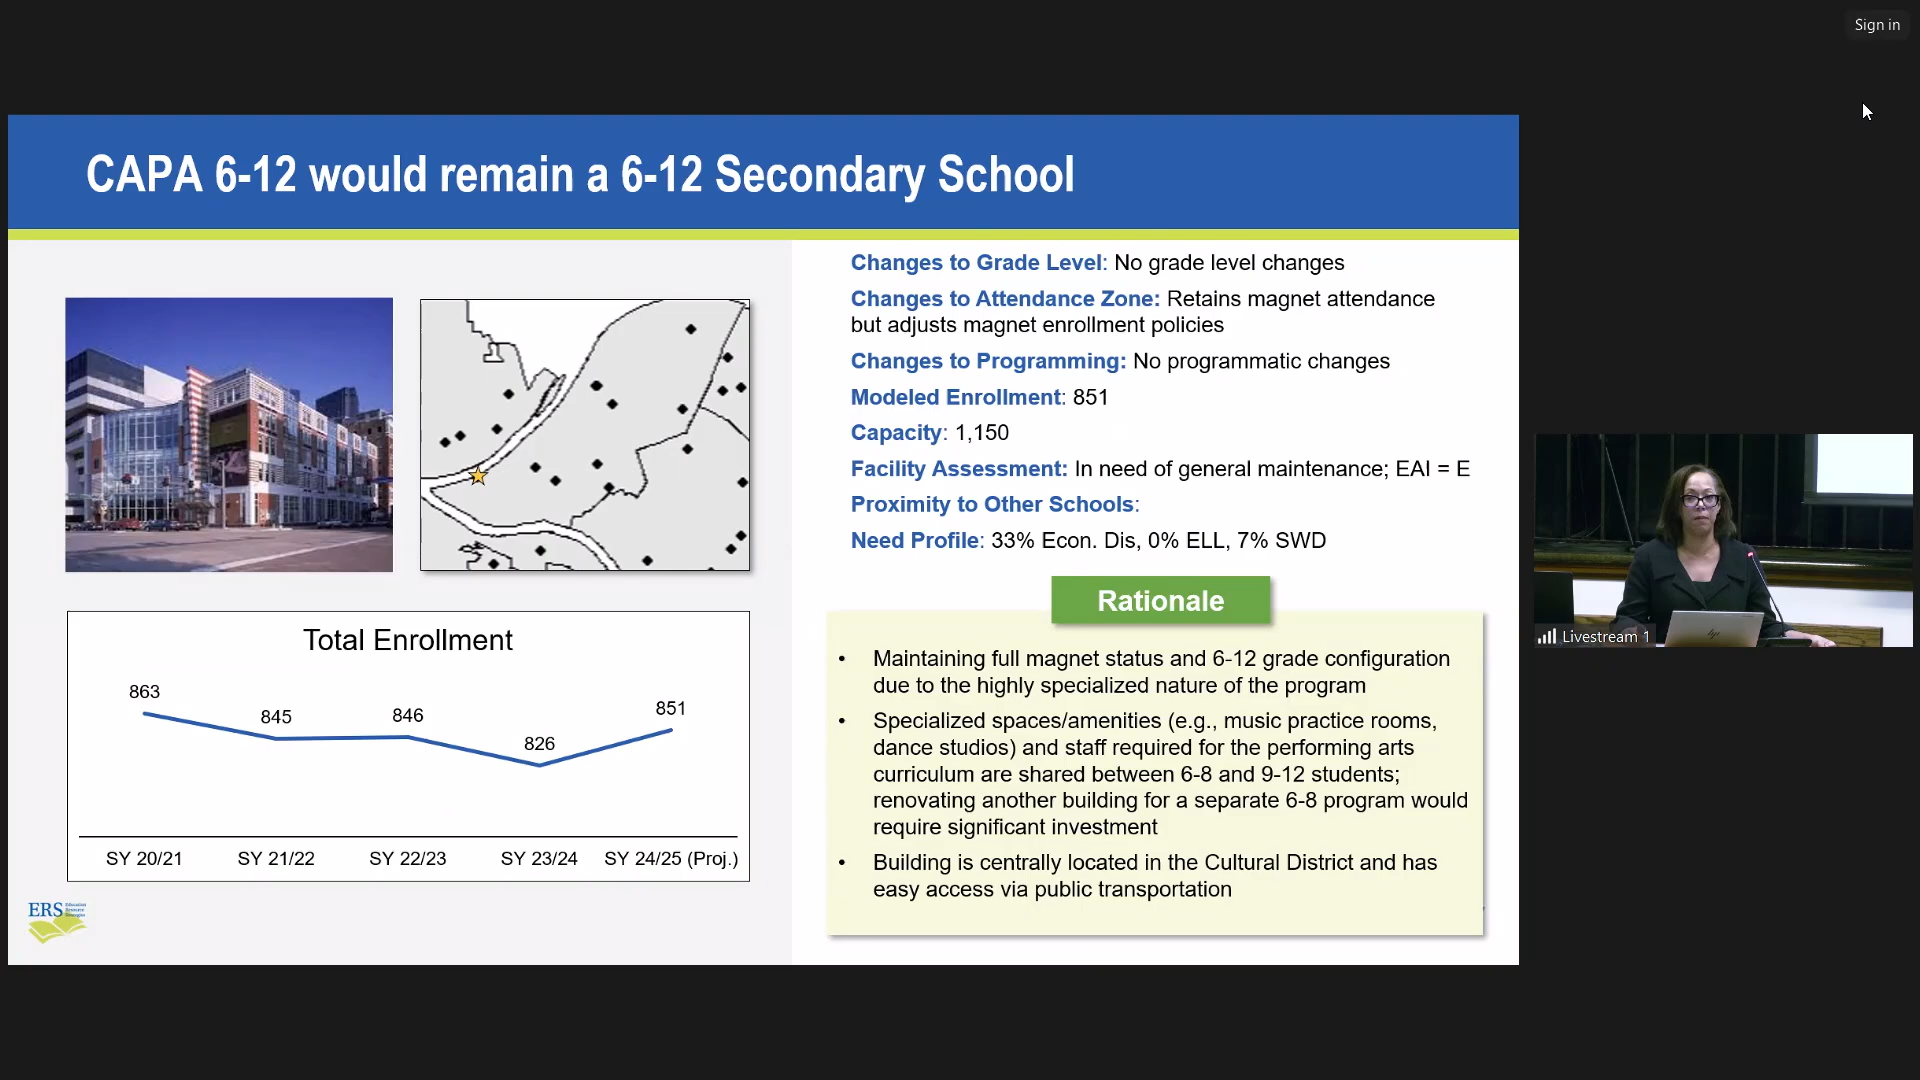 Sign in
CAPA 6-12 would remain a 6-12 Secondary School
Changes to Grade Level: No grade level changes
Changes to Attendance Zone: Retains magnet attendance
but adjusts magnet enrollment policies
Changes to Programming: No programmatic changes
Modeled Enrollment: 851
Capacity: 1,150
Facility Assessment: In need of general maintenance; EAI = E
Proximity to Other Schools:
Need Profile: 33% Econ. Dis, 0% ELL, 7% SWD
Rationale
• Maintaining full magnet status and 6-12 grade configuration
due to the highly specialized nature of the program
• Specialized spaces/amenities (e.g., music practice rooms,
dance studios) and staff required for the performing arts
curriculum are shared between 6-8 and 9-12 students;
renovating another building for a separate 6-8 program would
require significant investment
• Building is centrally located in the Cultural District and has
easy access via public transportation
Total Enrollment
863
845
846
826
851
SY 20/21
SY 21/22
SY 22/23
SY 23/24
SY 24/25 (Proj.)
ERS
Education
Resource
Strategies
Livestream 1
hp